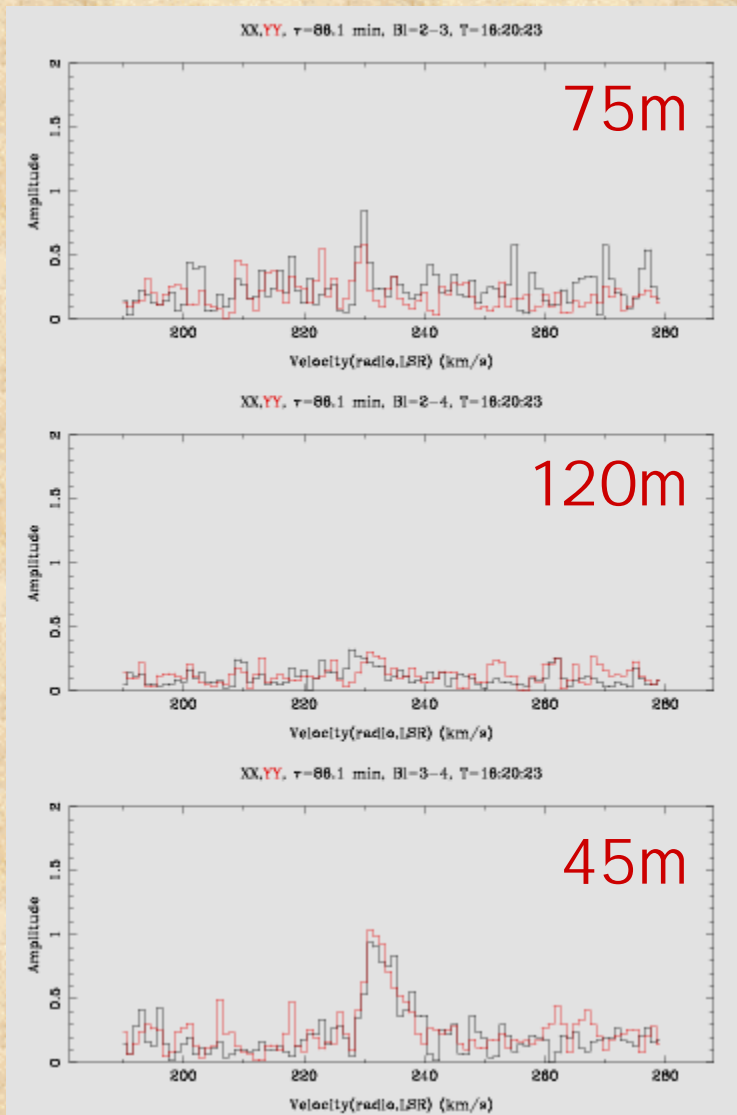 XX,YY, τ=86.1 min, Bl=2-3, T=16:20:23
75m
2
1.5
1
0.5
0
Amplitude
200 220 240 260 280
Velocity(radio,LSR) (km/s)
XX,YY, τ=86.1 min, Bl=2-4, T=16:20:23
120m
2
1.5
1
0.5
0
Amplitude
200 220 240 260 280
Velocity(radio,LSR) (km/s)
XX,YY, τ=86.1 min, Bl=3-4, T=16:20:23
45m
2
1.5
1
0.5
0
Amplitude
200 220 240 260 280
Velocity(radio,LSR) (km/s)